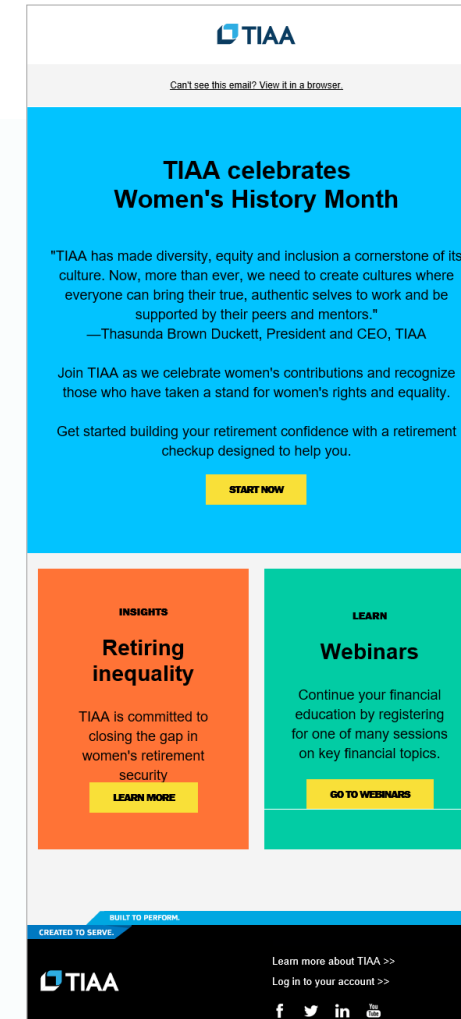 TIAA
Can't see this email? View it in a browser.
TIAA celebrates
Women's History Month
"TIAA has made diversity, equity and inclusion a cornerstone of its
culture. Now, more than ever, we need to create cultures where
everyone can bring their true, authentic selves to work and be
supported by their peers and mentors."
—Thasunda Brown Duckett, President and CEO, TIAA
Join TIAA as we celebrate women's contributions and recognize
those who have taken a stand for women's rights and equality.
Get started building your retirement confidence with a retirement
checkup designed to help you.
START NOW
INSIGHTS
Retiring
inequality
TIAA is committed to
closing the gap in
women's retirement
security
LEARN MORE
LEARN
Webinars
Continue your financial
education by registering
for one of many sessions
on key financial topics.
GO TO WEBINARS
BUILT TO PERFORM.
CREATED TO SERVE.
TIAA
Learn more about TIAA >>
Log in to your account >>
f in You
Tube